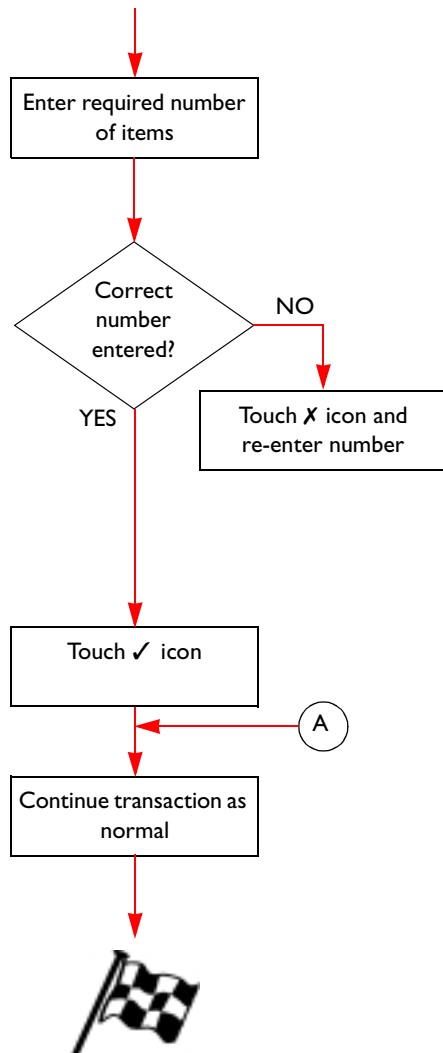 Enter required number
of items
Correct
number
entered?
NO
YES
Touch ✗ icon and
re-enter number
Touch ✓ icon
A
Continue transaction as
normal